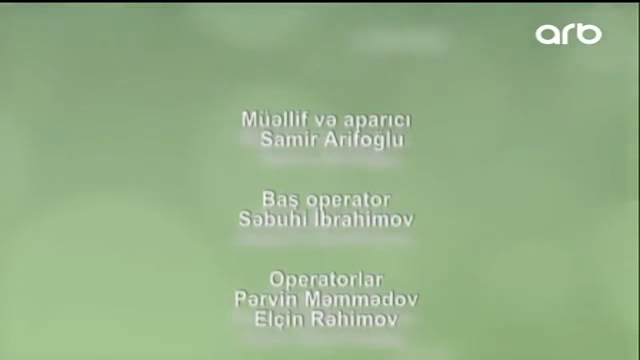 arb
Müəllif və aparıcı
Samir Arifoğlu
Baş operator
Səbuhi İbrahimov
Operatorlar
Pərvin Məmmədov
Elçin Rəhimov